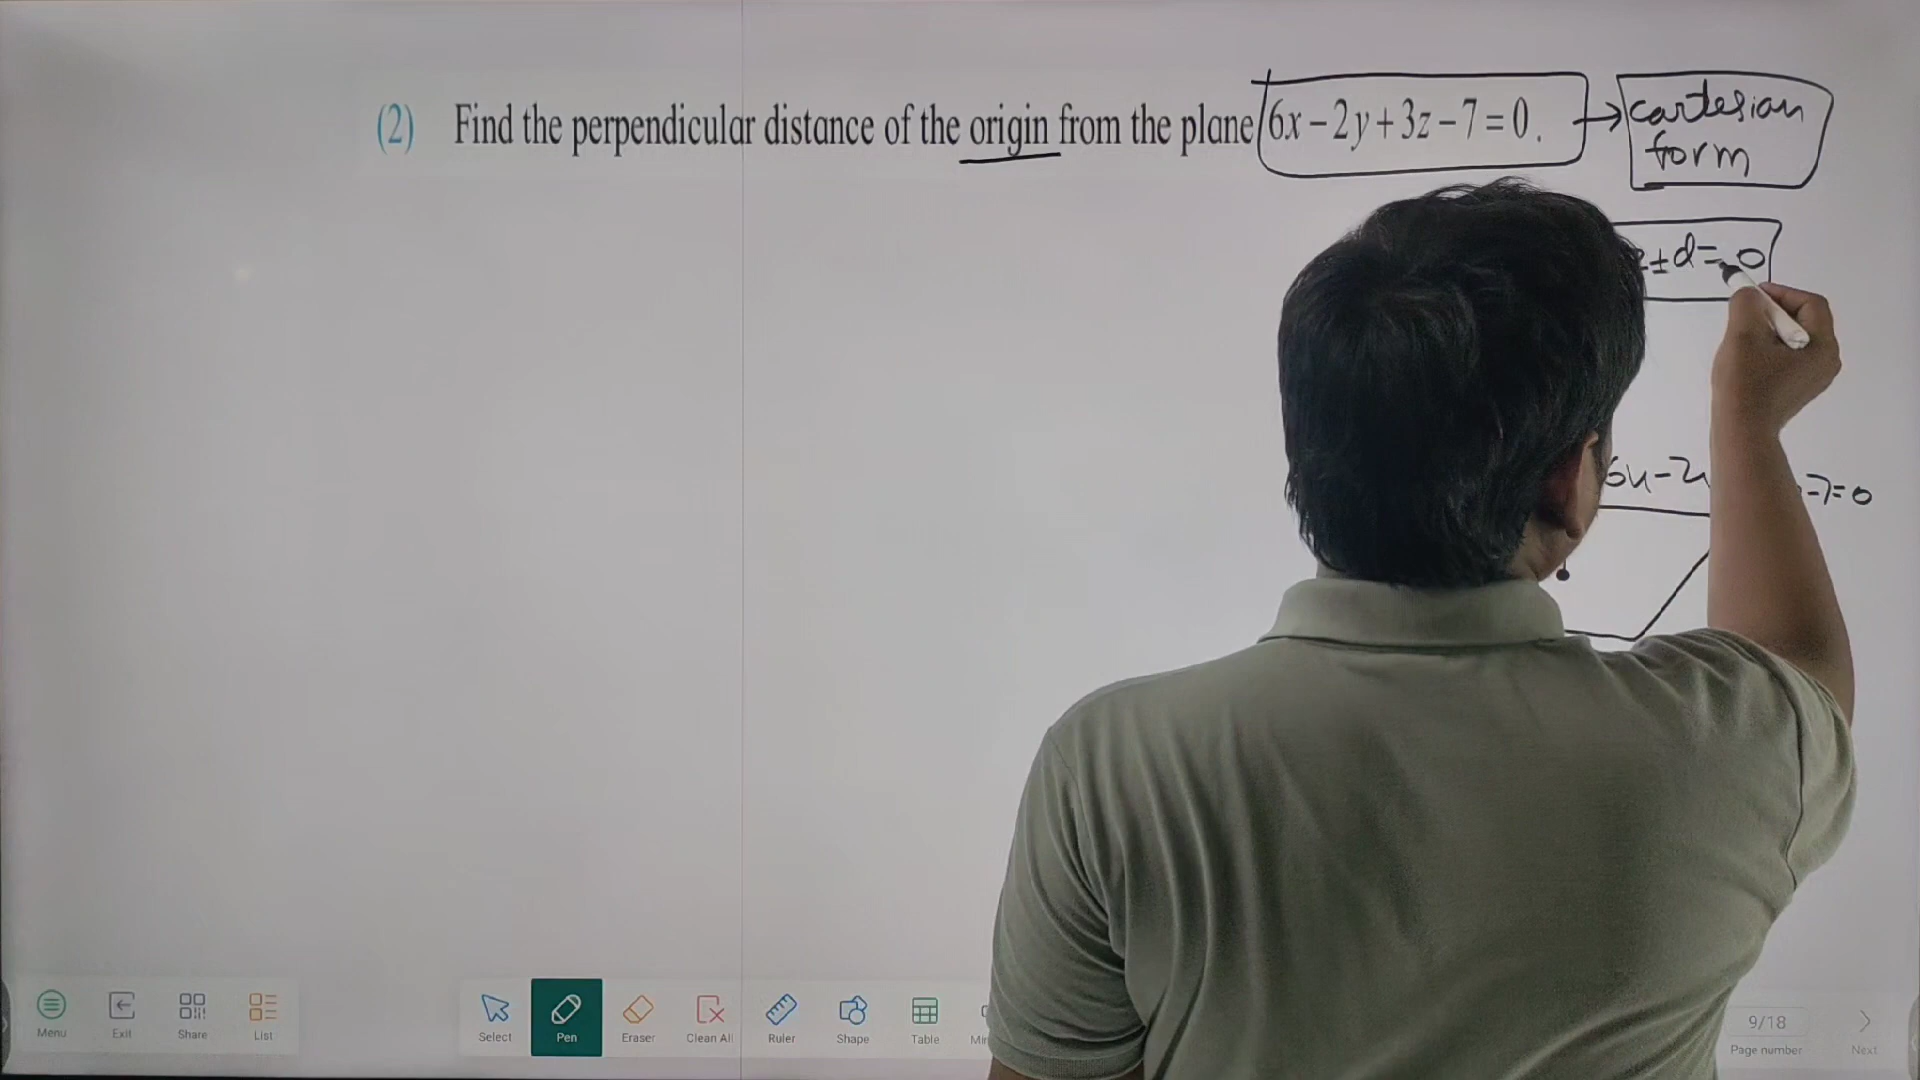 (2) Find the perpendicular distance of the origin from the plane 6x – 2y + 3z – 7 = 0. → cartesian
form
± d = 0
6x – 2
– 7 = 0
Menu Exit Share List Select Pen Eraser Clean All Ruler Shape Table 9/18
Page number Next